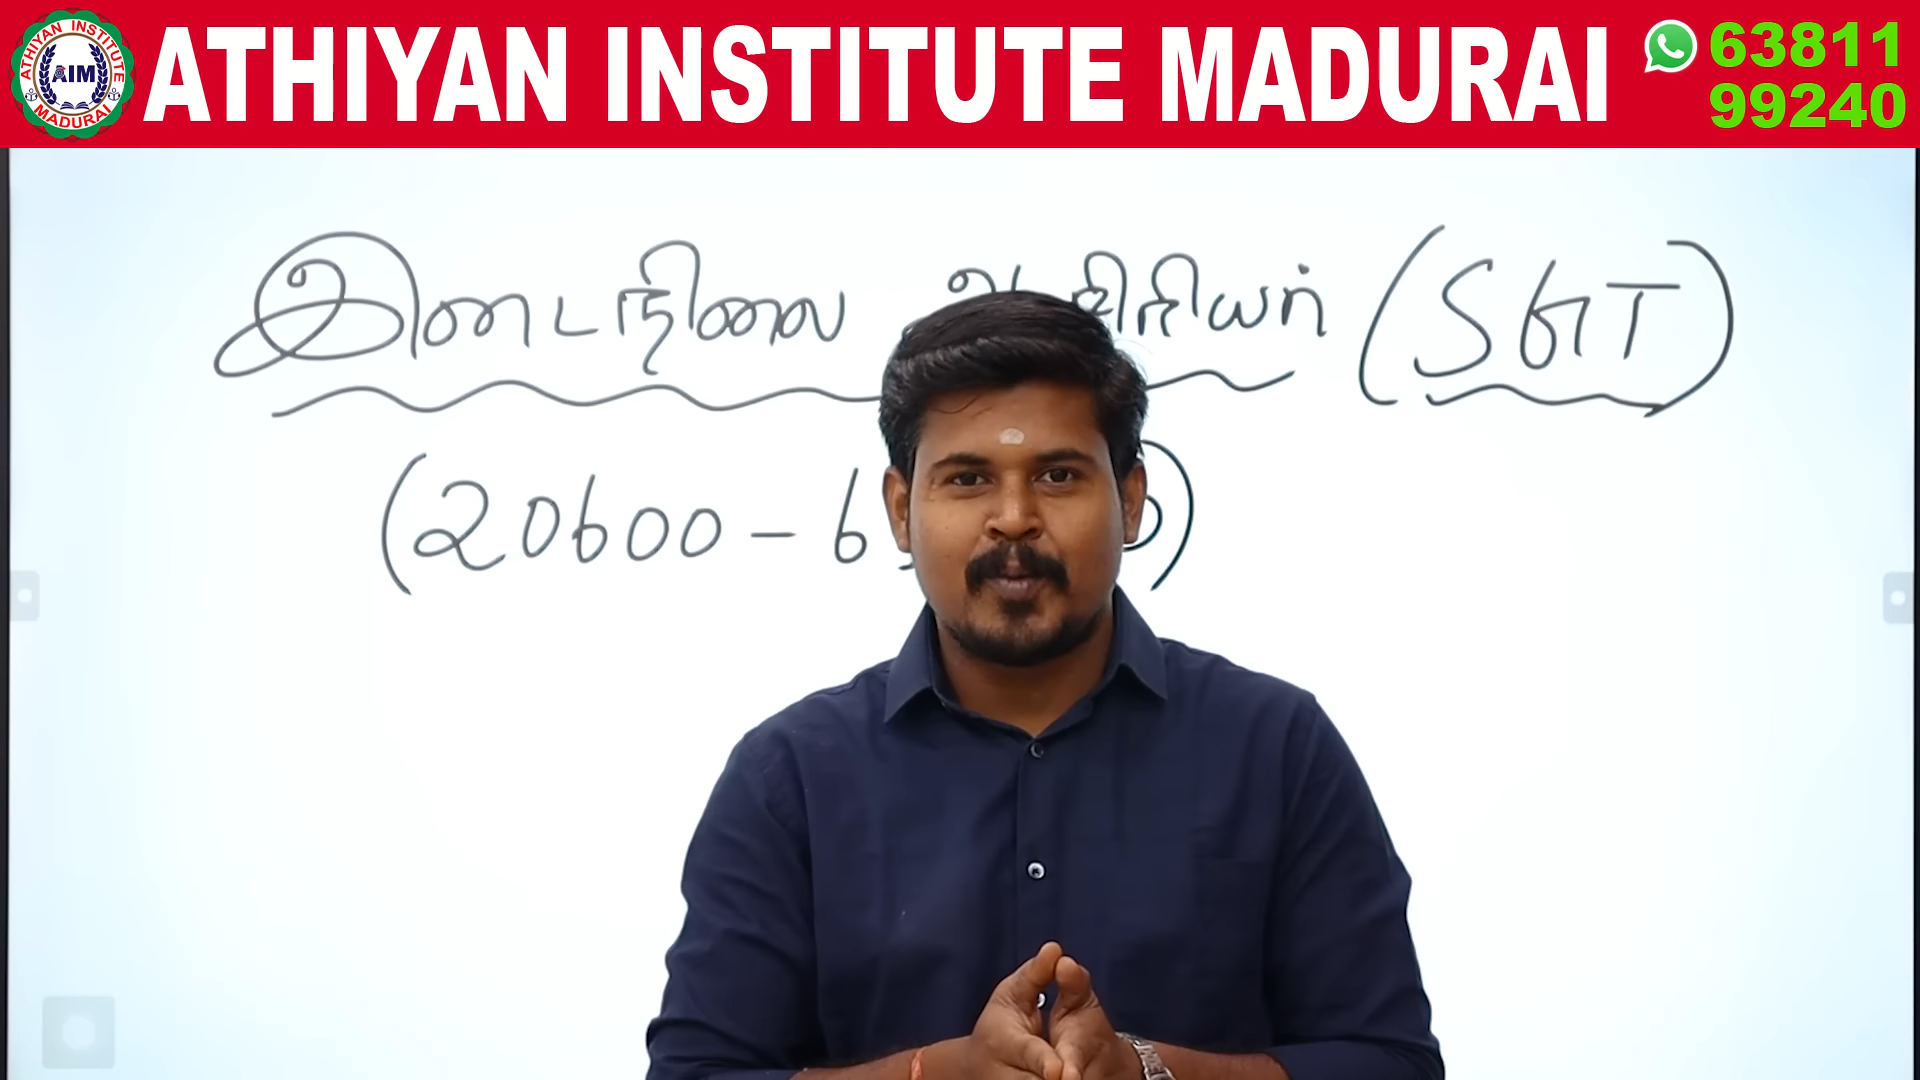 ATHIYAN INSTITUTE MADURAI
63811
99240
ATHIYAN INSTITUTE
AIM
MADURAI
இடைநிலை (SGT)
(20600 - 6